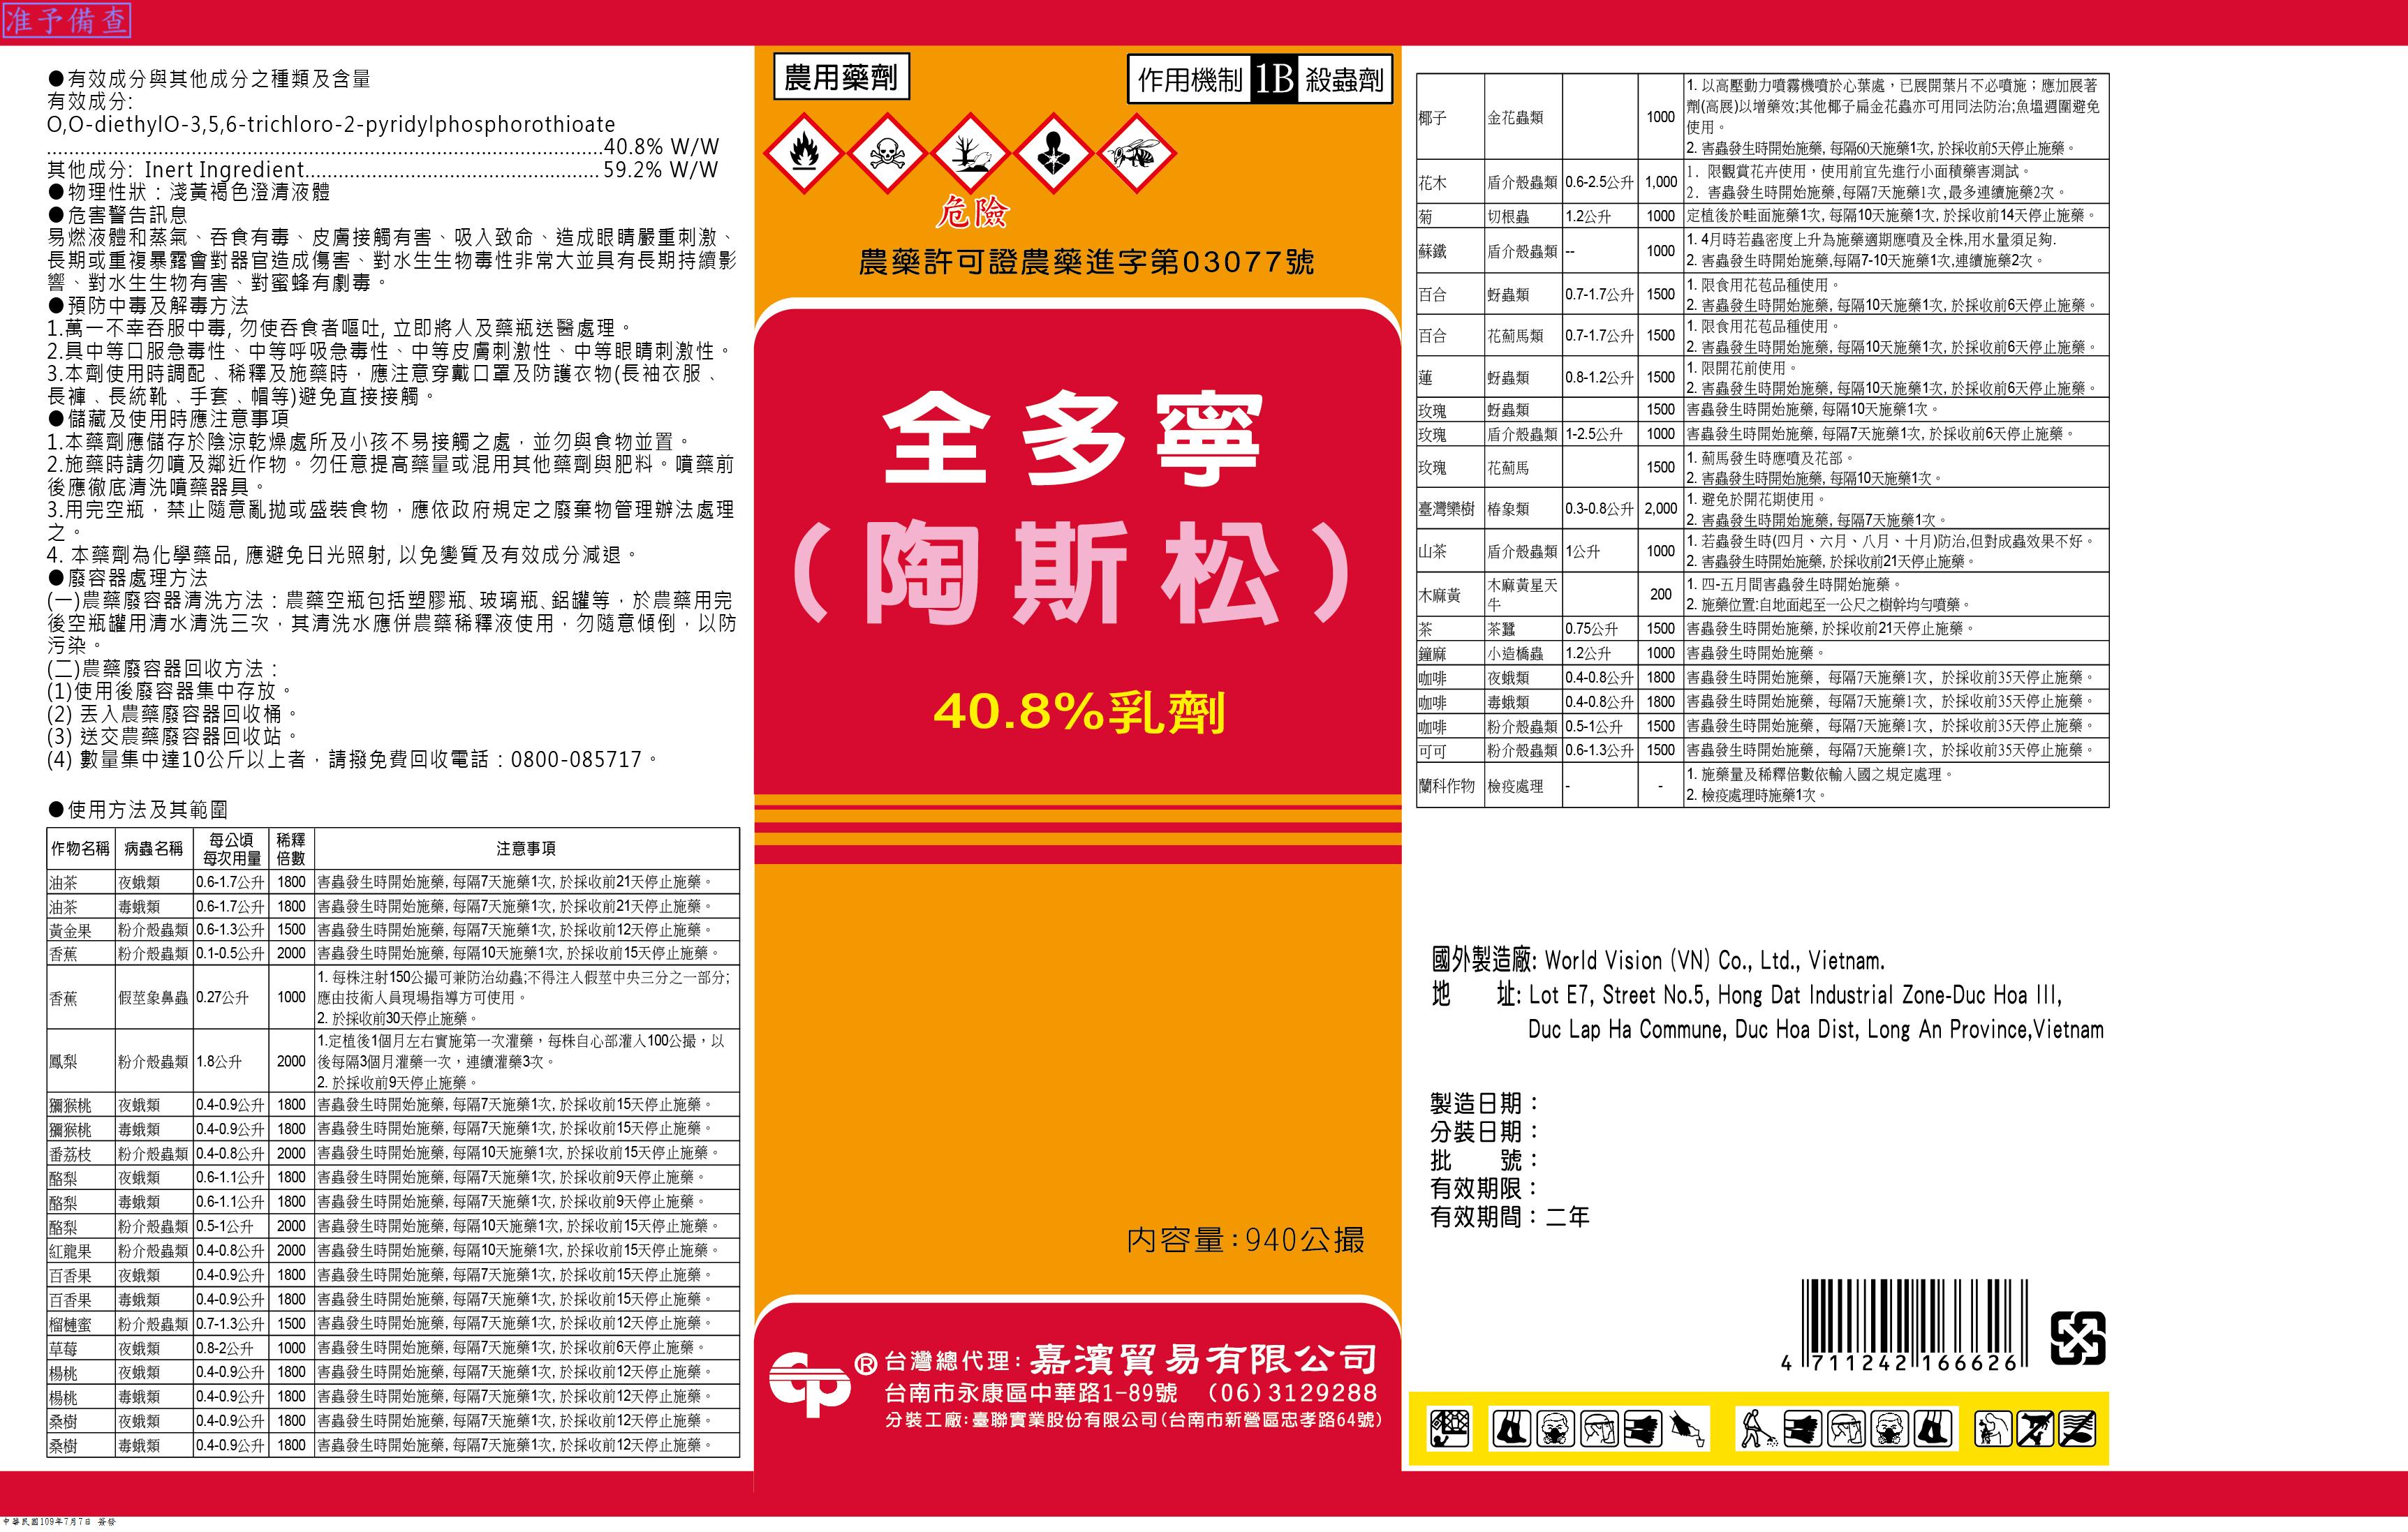 准予備查
●有效成分與其他成分之種類及含量
有效成分:
O,O-diethylO-3,5,6-trichloro-2-pyridylphosphorothioate
....................................................................................................40.8% W/W
其他成分: Inert Ingredient.....................................................59.2% W/W
●物理性狀：淺黃褐色澄清液體
●危害警告訊息
易燃液體和蒸氣、吞食有毒、皮膚接觸有害、吸入致命、造成眼睛嚴重刺激、
長期或重複暴露會對器官造成傷害、對水生生物毒性非常大並具有長期持續影
響、對水生生物有害、對蜜蜂有劇毒。
●預防中毒及解毒方法
1.萬一不幸吞服中毒, 勿使吞食者嘔吐, 立即將人及藥瓶送醫處理。
2.具中等口服急毒性、中等呼吸急毒性、中等皮膚刺激性、中等眼睛刺激性。
3.本劑使用時調配、稀釋及施藥時，應注意穿戴口罩及防護衣物(長袖衣服、
長褲、長統靴、手套、帽等)避免直接接觸。
●儲藏及使用時應注意事項
1.本藥劑應儲存於陰涼乾燥處所及小孩不易接觸之處，並勿與食物並置。
2.施藥時請勿噴及鄰近作物。勿任意提高藥量或混用其他藥劑與肥料。噴藥前
後應徹底清洗噴藥器具。
3.用完空瓶，禁止隨意亂拋或盛裝食物，應依政府規定之廢棄物管理辦法處理
之。
4. 本藥劑為化學藥品, 應避免日光照射, 以免變質及有效成分減退。
●廢容器處理方法
(一)農藥廢容器清洗方法：農藥空瓶包括塑膠瓶、玻璃瓶、鋁罐等，於農藥用完
後空瓶罐用清水清洗三次，其清洗水應併農藥稀釋液使用，勿隨意傾倒，以防
污染。
(二)農藥廢容器回收方法：
(1)使用後廢容器集中存放。
(2) 丟入農藥廢容器回收桶。
(3) 送交農藥廢容器回收站。
(4) 數量集中達10公斤以上者，請撥免費回收電話：0800-085717。
●使用方法及其範圍
作物名稱 病蟲名稱 每公頃每次用量 稀釋倍數 注意事項
油茶 夜蛾類 0.6-1.7公升 1800 害蟲發生時開始施藥, 每隔7天施藥1次, 於採收前21天停止施藥。
油茶 毒蛾類 0.6-1.7公升 1800 害蟲發生時開始施藥, 每隔7天施藥1次, 於採收前21天停止施藥。
黃金果 粉介殼蟲類 0.6-1.3公升 1500 害蟲發生時開始施藥, 每隔7天施藥1次, 於採收前12天停止施藥。
香蕉 粉介殼蟲類 0.1-0.5公升 2000 害蟲發生時開始施藥, 每隔10天施藥1次, 於採收前15天停止施藥。
香蕉 假莖象鼻蟲 0.27公升 1000 1. 每株注射150公撮可兼防治幼蟲;不得注入假莖中央三分之一部分;
應由技術人員現場指導方可使用。
2. 於採收前30天停止施藥。
鳳梨 粉介殼蟲類 1.8公升 2000 1.定植後1個月左右實施第一次灌藥，每株自心部灌入100公撮，以
後每隔3個月灌藥一次，連續灌藥3次。
2. 於採收前9天停止施藥。
獼猴桃 夜蛾類 0.4-0.9公升 1800 害蟲發生時開始施藥, 每隔7天施藥1次, 於採收前15天停止施藥。
獼猴桃 毒蛾類 0.4-0.9公升 1800 害蟲發生時開始施藥, 每隔7天施藥1次, 於採收前15天停止施藥。
番荔枝 粉介殼蟲類 0.4-0.8公升 2000 害蟲發生時開始施藥, 每隔10天施藥1次, 於採收前15天停止施藥。
酪梨 夜蛾類 0.6-1.1公升 1800 害蟲發生時開始施藥, 每隔7天施藥1次, 於採收前9天停止施藥。
酪梨 毒蛾類 0.6-1.1公升 1800 害蟲發生時開始施藥, 每隔7天施藥1次, 於採收前9天停止施藥。
酪梨 粉介殼蟲類 0.5-1公升 2000 害蟲發生時開始施藥, 每隔10天施藥1次, 於採收前15天停止施藥。
紅龍果 粉介殼蟲類 0.4-0.8公升 2000 害蟲發生時開始施藥, 每隔10天施藥1次, 於採收前15天停止施藥。
百香果 夜蛾類 0.4-0.9公升 1800 害蟲發生時開始施藥, 每隔7天施藥1次, 於採收前15天停止施藥。
百香果 毒蛾類 0.4-0.9公升 1800 害蟲發生時開始施藥, 每隔7天施藥1次, 於採收前15天停止施藥。
榴槤蜜 粉介殼蟲類 0.7-1.3公升 1500 害蟲發生時開始施藥, 每隔7天施藥1次, 於採收前12天停止施藥。
草莓 夜蛾類 0.8-2公升 1000 害蟲發生時開始施藥, 每隔7天施藥1次, 於採收前6天停止施藥。
楊桃 夜蛾類 0.4-0.9公升 1800 害蟲發生時開始施藥, 每隔7天施藥1次, 於採收前12天停止施藥。
楊桃 毒蛾類 0.4-0.9公升 1800 害蟲發生時開始施藥, 每隔7天施藥1次, 於採收前12天停止施藥。
桑樹 夜蛾類 0.4-0.9公升 1800 害蟲發生時開始施藥, 每隔7天施藥1次, 於採收前12天停止施藥。
桑樹 毒蛾類 0.4-0.9公升 1800 害蟲發生時開始施藥, 每隔7天施藥1次, 於採收前12天停止施藥。
農用藥劑
作用機制 1B 殺蟲劑
危險
農藥許可證農藥進字第03077號
全多寧
(陶斯松)
40.8%乳劑
內容量:940公撮
CP ® 台灣總代理: 嘉濱貿易有限公司
台南市永康區中華路1-89號 (06)3129288
分裝工廠:臺聯實業股份有限公司(台南市新營區忠孝路64號)
椰子 金花蟲類 1000 1. 以高壓動力噴霧機噴於心葉處，已展開葉片不必噴施；應加展著
劑(高展)以增藥效;其他椰子扁金花蟲亦可用同法防治;魚塭週圍避免
使用。
2. 害蟲發生時開始施藥, 每隔60天施藥1次, 於採收前5天停止施藥。
花木 盾介殼蟲類 0.6-2.5公升 1,000 1. 限觀賞花卉使用，使用前宜先進行小面積藥害測試。
2. 害蟲發生時開始施藥,每隔7天施藥1次,最多連續施藥2次。
菊 切根蟲 1.2公升 1000 定植後於畦面施藥1次, 每隔10天施藥1次, 於採收前14天停止施藥。
蘇鐵 盾介殼蟲類 -- 1000 1. 4月時若蟲密度上升為施藥適期應噴及全株,用水量須足夠.
2. 害蟲發生時開始施藥,每隔7-10天施藥1次,連續施藥2次。
百合 蚜蟲類 0.7-1.7公升 1500 1. 限食用花苞品種使用。
2. 害蟲發生時開始施藥, 每隔10天施藥1次, 於採收前6天停止施藥。
百合 花薊馬類 0.7-1.7公升 1500 1. 限食用花苞品種使用。
2. 害蟲發生時開始施藥, 每隔10天施藥1次, 於採收前6天停止施藥。
蓮 蚜蟲類 0.8-1.2公升 1500 1. 限開花前使用。
2. 害蟲發生時開始施藥, 每隔10天施藥1次, 於採收前6天停止施藥。
玫瑰 蚜蟲類 1500 害蟲發生時開始施藥, 每隔10天施藥1次。
玫瑰 盾介殼蟲類 1-2.5公升 1000 害蟲發生時開始施藥, 每隔7天施藥1次, 於採收前6天停止施藥。
玫瑰 花薊馬 1500 1. 薊馬發生時應噴及花部。
2. 害蟲發生時開始施藥, 每隔10天施藥1次。
臺灣欒樹 椿象類 0.3-0.8公升 2,000 1. 避免於開花期使用。
2. 害蟲發生時開始施藥, 每隔7天施藥1次。
山茶 盾介殼蟲類 1公升 1000 1. 若蟲發生時(四月、六月、八月、十月)防治,但對成蟲效果不好。
2. 害蟲發生時開始施藥, 於採收前21天停止施藥。
木麻黃 木麻黃星天牛 200 1. 四-五月間害蟲發生時開始施藥。
2. 施藥位置:自地面起至一公尺之樹幹均勻噴藥。
茶 茶蠶 0.75公升 1500 害蟲發生時開始施藥, 於採收前21天停止施藥。
鐘麻 小造橋蟲 1.2公升 1000 害蟲發生時開始施藥。
咖啡 夜蛾類 0.4-0.8公升 1800 害蟲發生時開始施藥, 每隔7天施藥1次, 於採收前35天停止施藥。
咖啡 毒蛾類 0.4-0.8公升 1800 害蟲發生時開始施藥, 每隔7天施藥1次, 於採收前35天停止施藥。
咖啡 粉介殼蟲類 0.5-1公升 1500 害蟲發生時開始施藥, 每隔7天施藥1次, 於採收前35天停止施藥。
可可 粉介殼蟲類 0.6-1.3公升 1500 害蟲發生時開始施藥, 每隔7天施藥1次, 於採收前35天停止施藥。
蘭科作物 檢疫處理 - - 1. 施藥量及稀釋倍數依輸入國之規定處理。
2. 檢疫處理時施藥1次。
國外製造廠: World Vision (VN) Co., Ltd., Vietnam.
地 址: Lot E7, Street No.5, Hong Dat Industrial Zone-Duc Hoa III,
Duc Lap Ha Commune, Duc Hoa Dist, Long An Province,Vietnam
製造日期：
分裝日期：
批 號：
有效期限：
有效期間：二年
4 711242 166626
中華民國109年7月7日 簽發